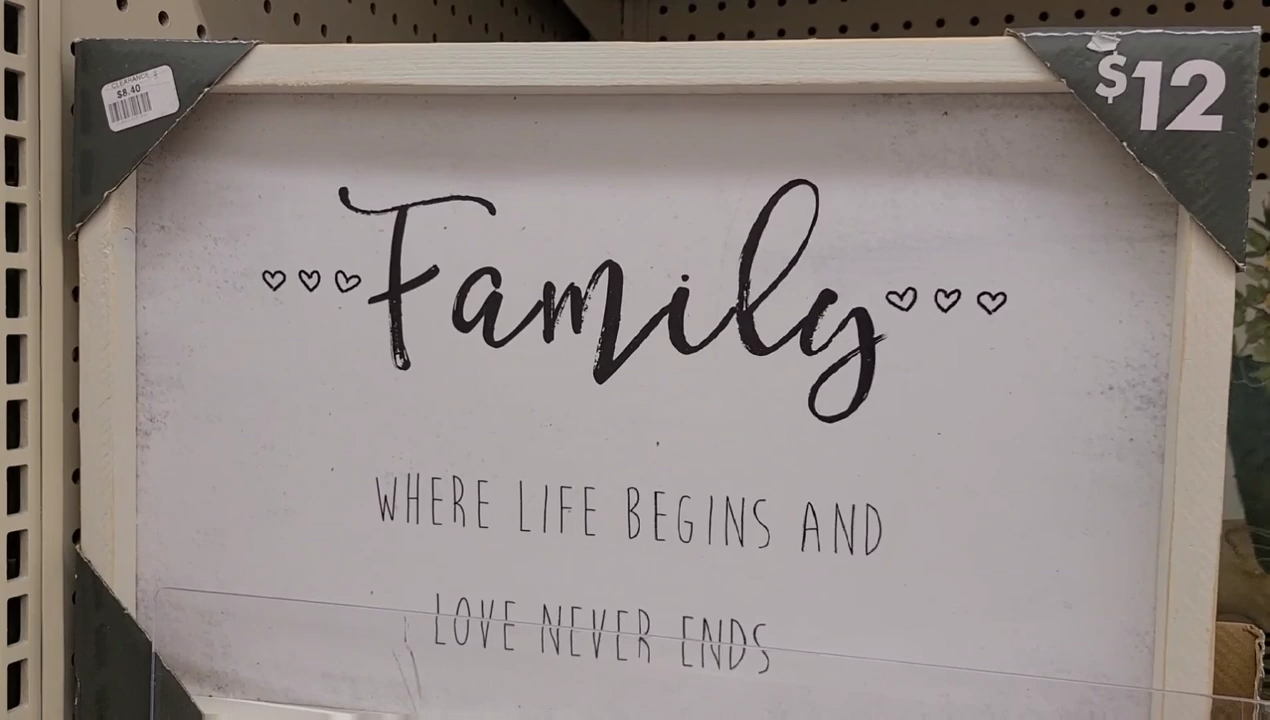 CLEARANCE
$8.40
$12
Family
WHERE LIFE BEGINS AND
LOVE NEVER ENDS